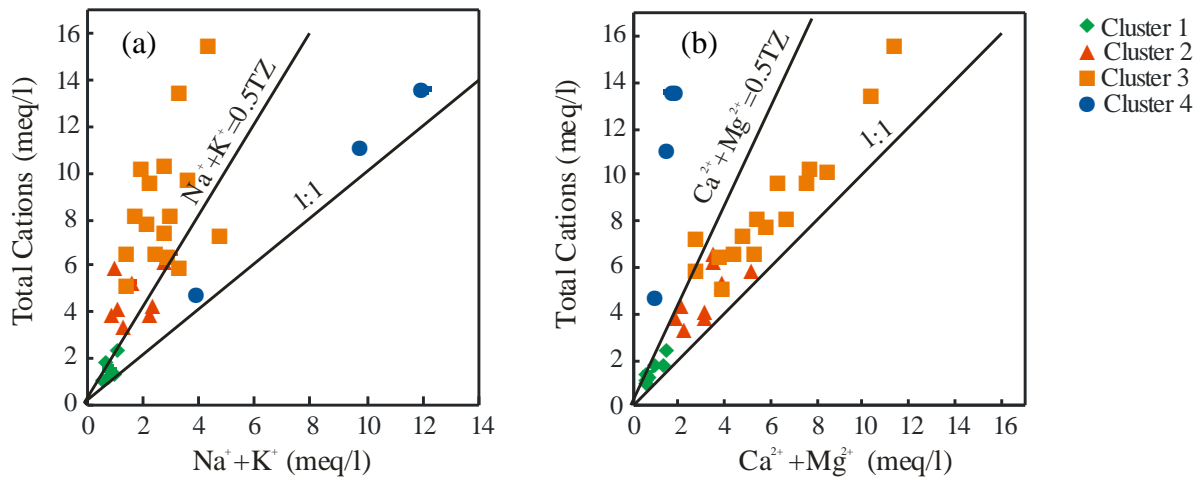 (a)
Total Cations (meq/l)
16
14
12
10
8
6
4
2
0
Na⁺+K⁺=0.5TZ
1:1
0 2 4 6 8 10 12 14
Na⁺+K⁺ (meq/l)
(b)
Total Cations (meq/l)
16
14
12
10
8
6
4
2
0
Ca²⁺+Mg²⁺=0.5TZ
1:1
0 2 4 6 8 10 12 14 16
Ca²⁺+Mg²⁺ (meq/l)
Cluster 1
Cluster 2
Cluster 3
Cluster 4